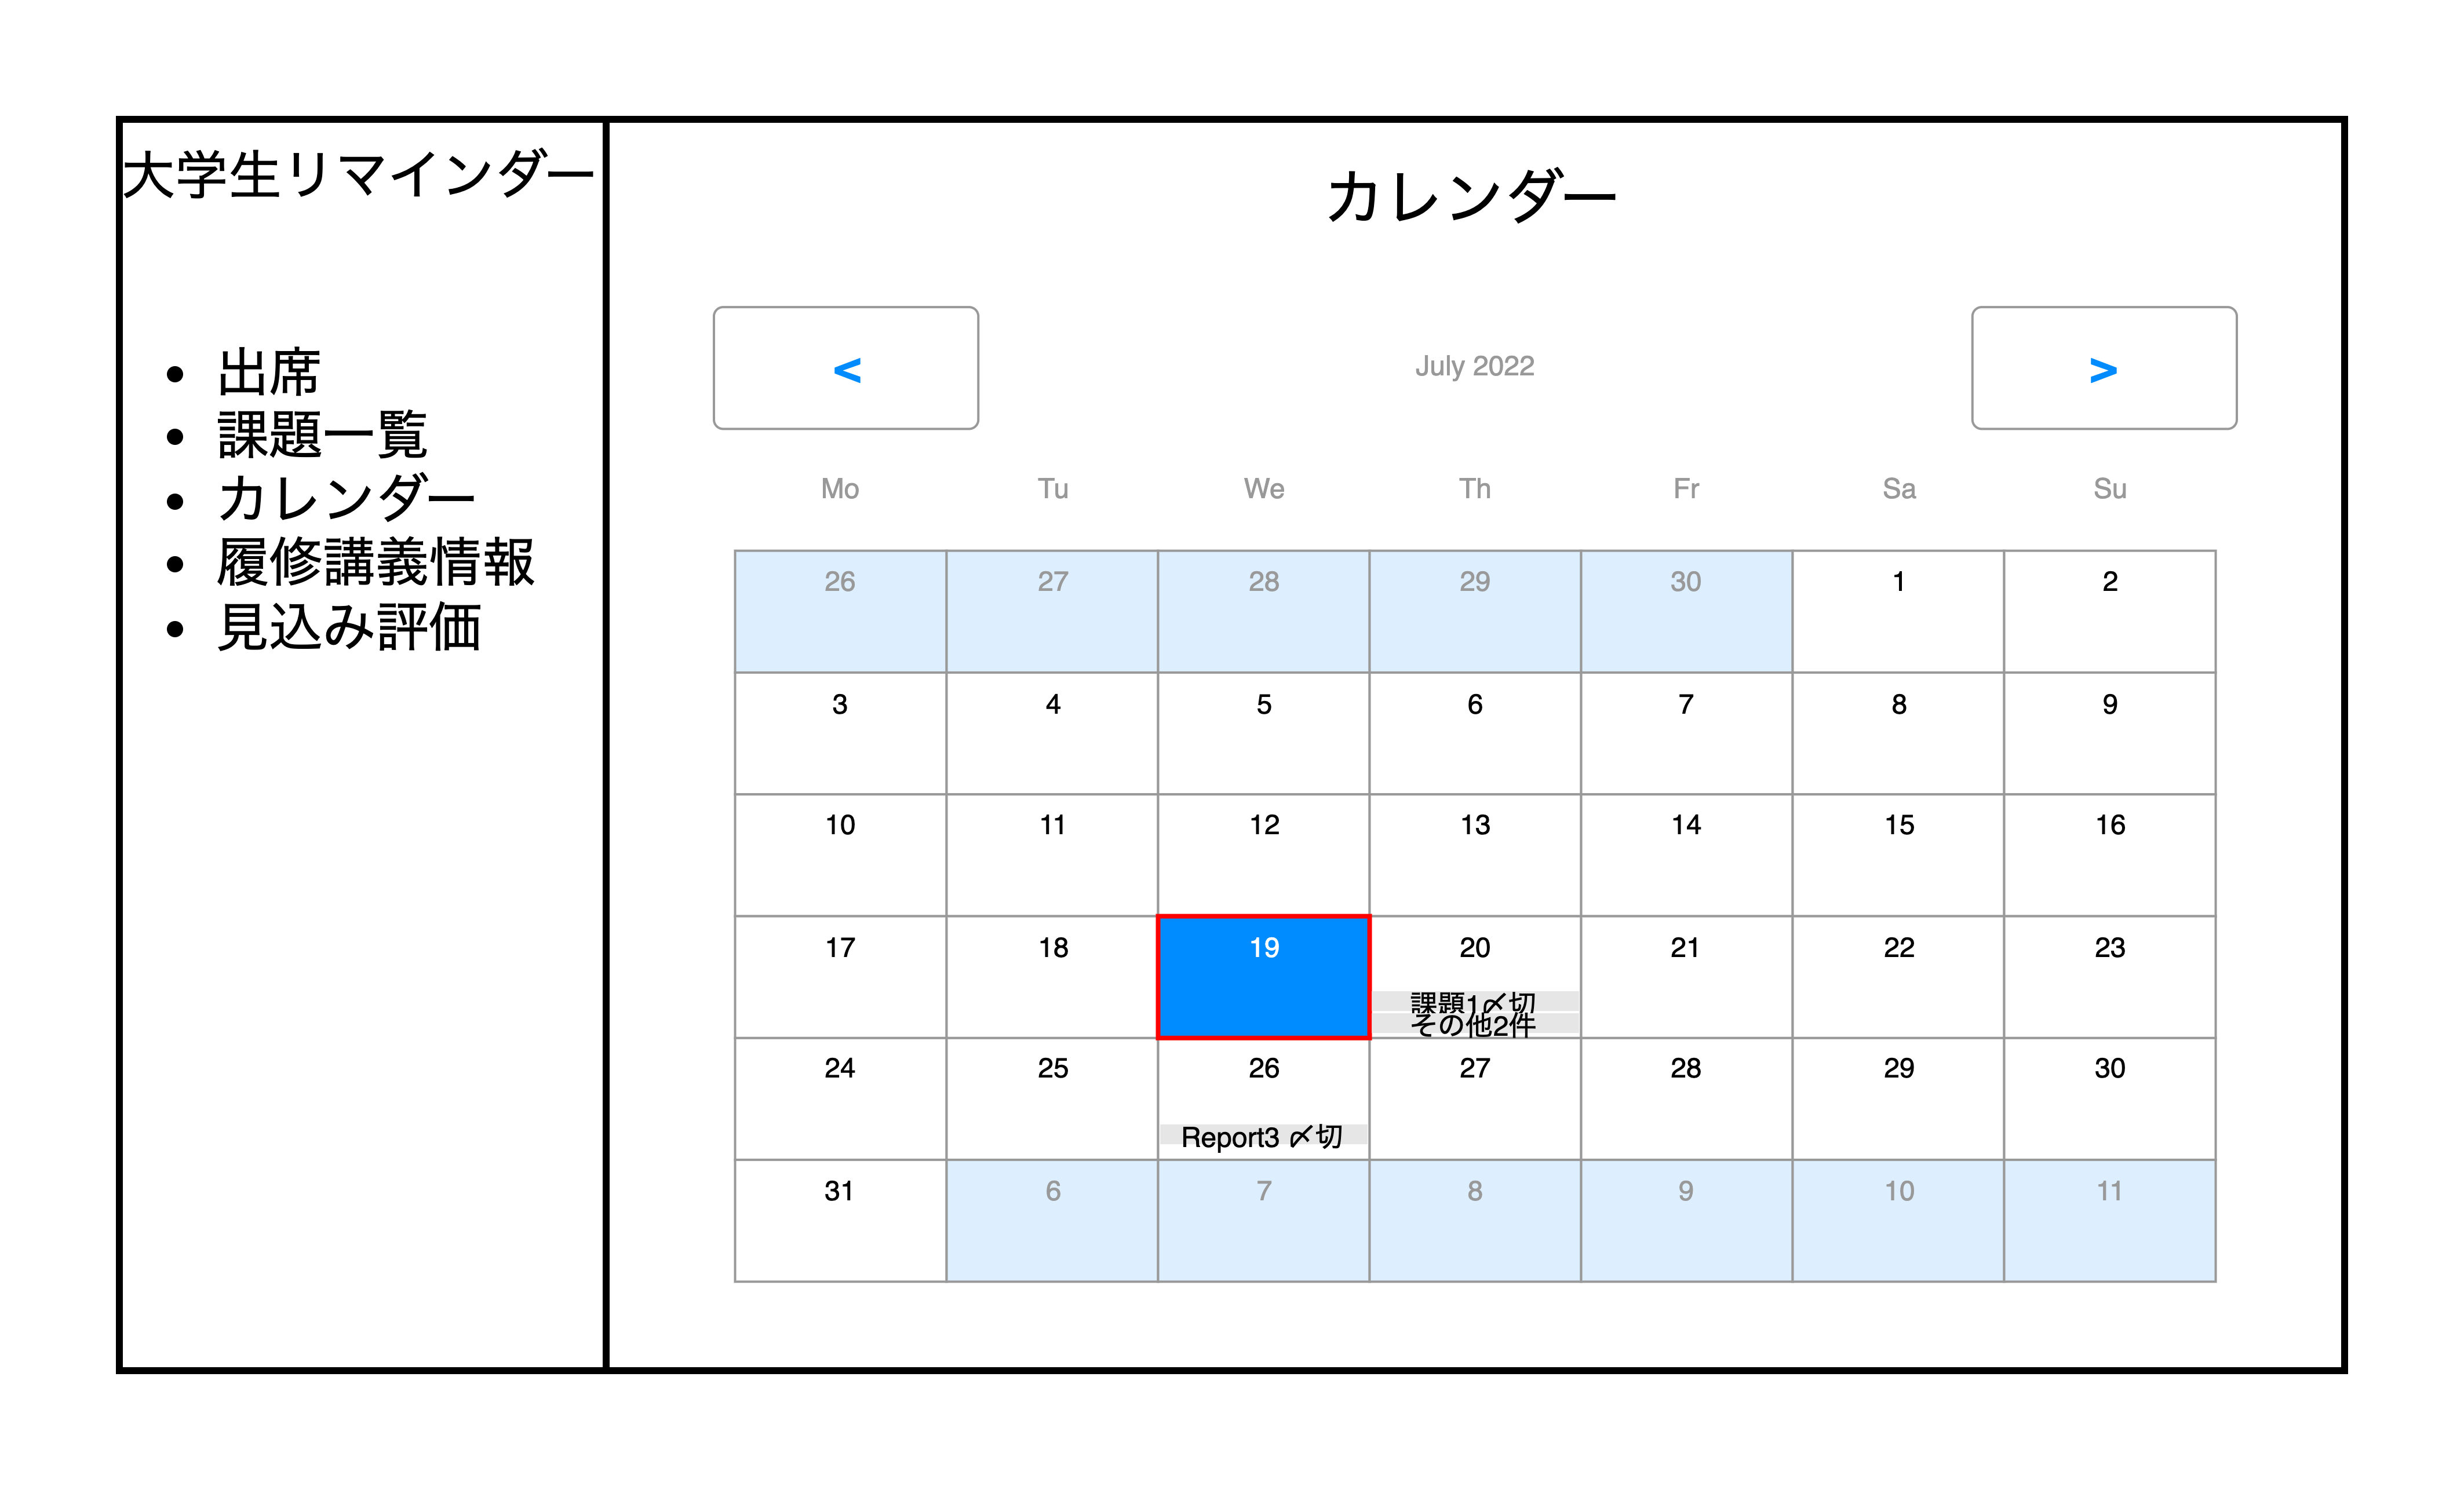 大学生リマインダー
出席
課題一覧
カレンダー
履修講義情報
見込み評価
カレンダー
< July 2022 >
Mo Tu We Th Fr Sa Su
26 27 28 29 30 1 2
3 4 5 6 7 8 9
10 11 12 13 14 15 16
17 18 19 20 21 22 23
課題1〆切
その他2件
24 25 26 27 28 29 30
Report3 〆切
31 6 7 8 9 10 11